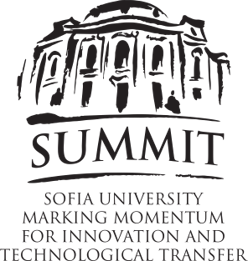 SUMMIT
SOFIA UNIVERSITY
MARKING MOMENTUM
FOR INNOVATION AND
TECHNOLOGICAL TRANSFER